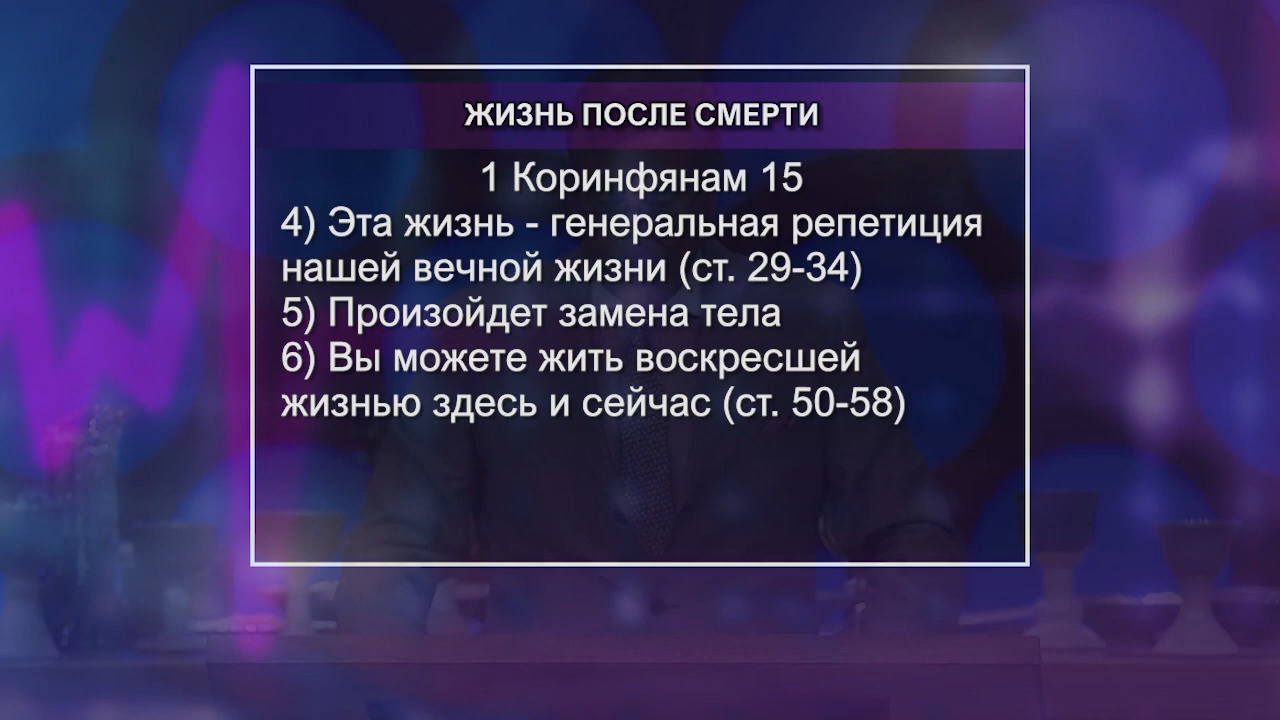 ЖИЗНЬ ПОСЛЕ СМЕРТИ
1 Коринфянам 15
4) Эта жизнь - генеральная репетиция
нашей вечной жизни (ст. 29-34)
5) Произойдет замена тела
6) Вы можете жить воскресшей
жизнью здесь и сейчас (ст. 50-58)